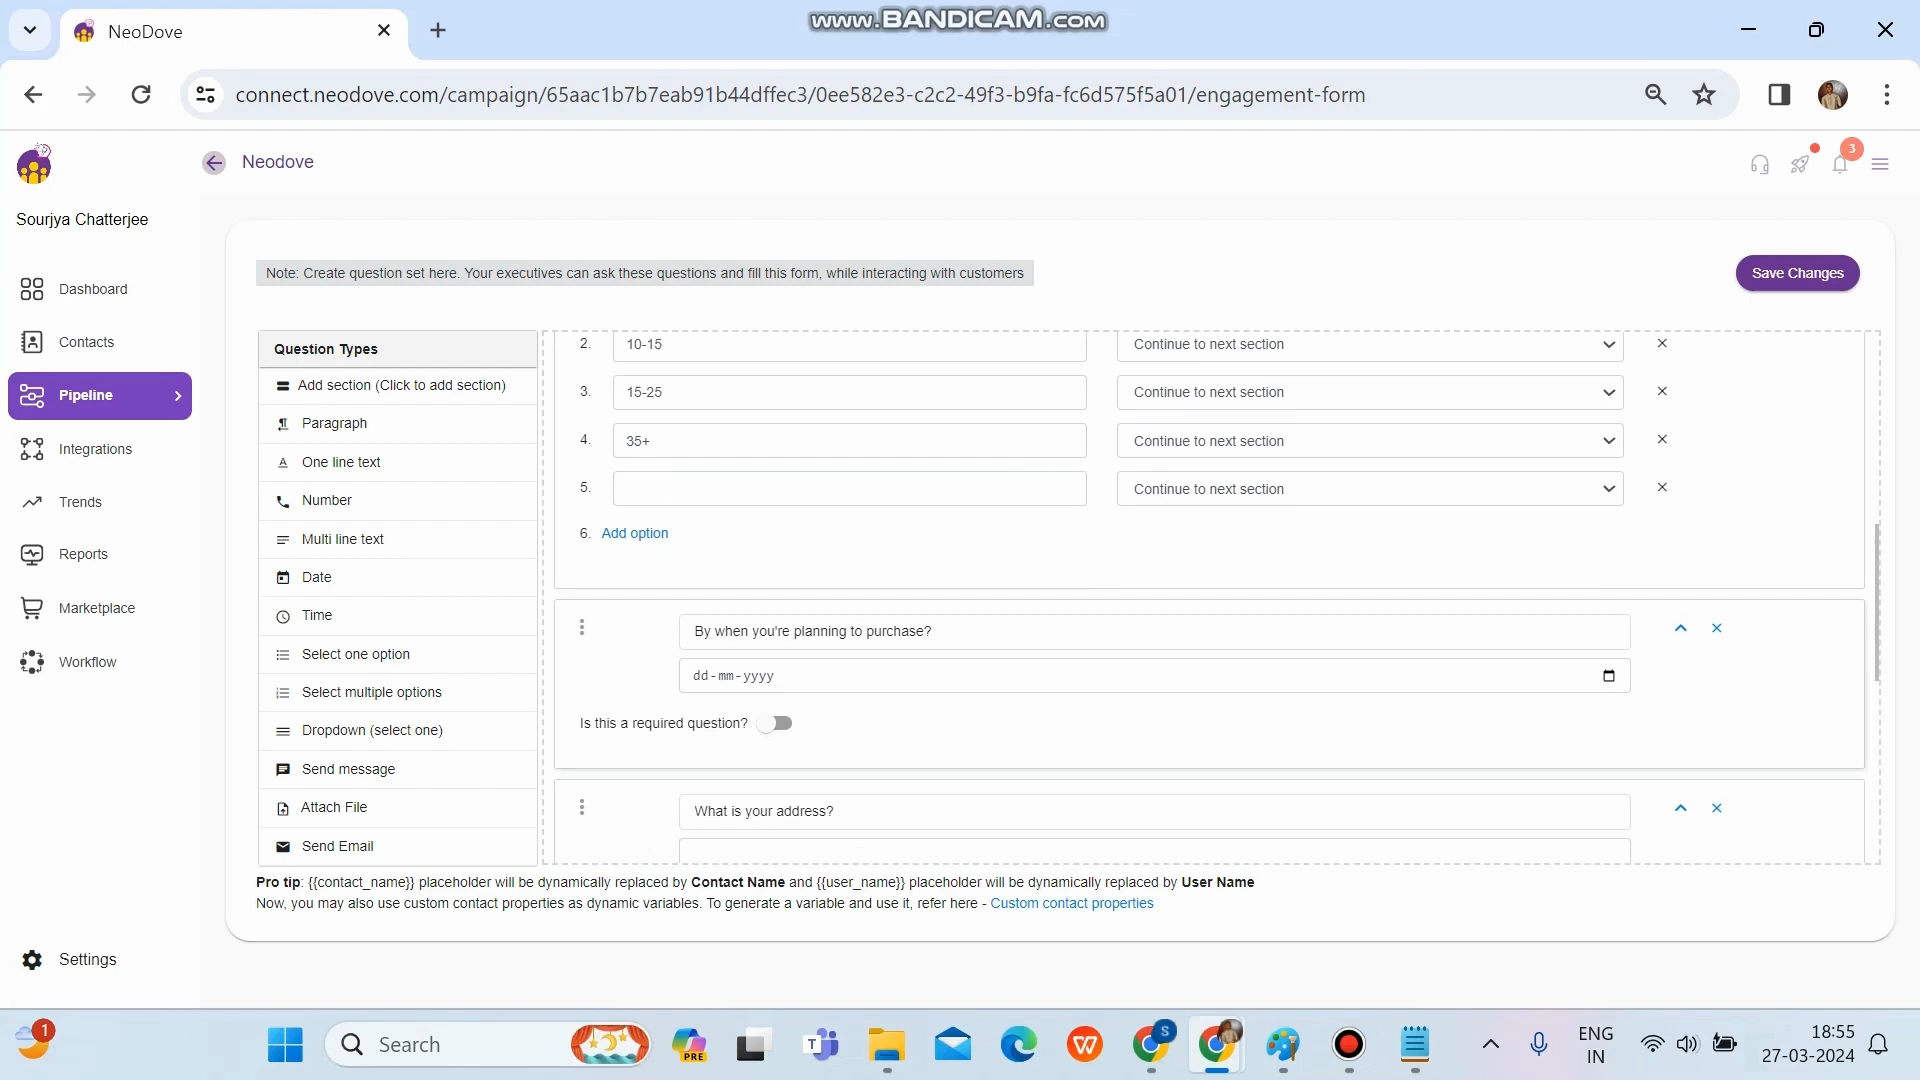 NeoDove
www.BANDICAM.com
connect.neodove.com/campaign/65aac1b7b7eab91b44dffec3/0ee582e3-c2c2-49f3-b9fa-fc6d575f5a01/engagement-form
Neodove
3
Sourjya Chatterjee
Note: Create question set here. Your executives can ask these questions and fill this form, while interacting with customers
Save Changes
Dashboard
Contacts
Pipeline
Integrations
Trends
Reports
Marketplace
Workflow
Settings
Question Types
Add section (Click to add section)
Paragraph
One line text
Number
Multi line text
Date
Time
Select one option
Select multiple options
Dropdown (select one)
Send message
Attach File
Send Email
2. 10-15 Continue to next section
3. 15-25 Continue to next section
4. 35+ Continue to next section
5. Continue to next section
6. Add option
By when you're planning to purchase?
dd-mm-yyyy
Is this a required question?
What is your address?
Pro tip: {{contact_name}} placeholder will be dynamically replaced by Contact Name and {{user_name}} placeholder will be dynamically replaced by User Name
Now, you may also use custom contact properties as dynamic variables. To generate a variable and use it, refer here - Custom contact properties
1
Search
PRE
T
W
S
ENG
IN
18:55
27-03-2024